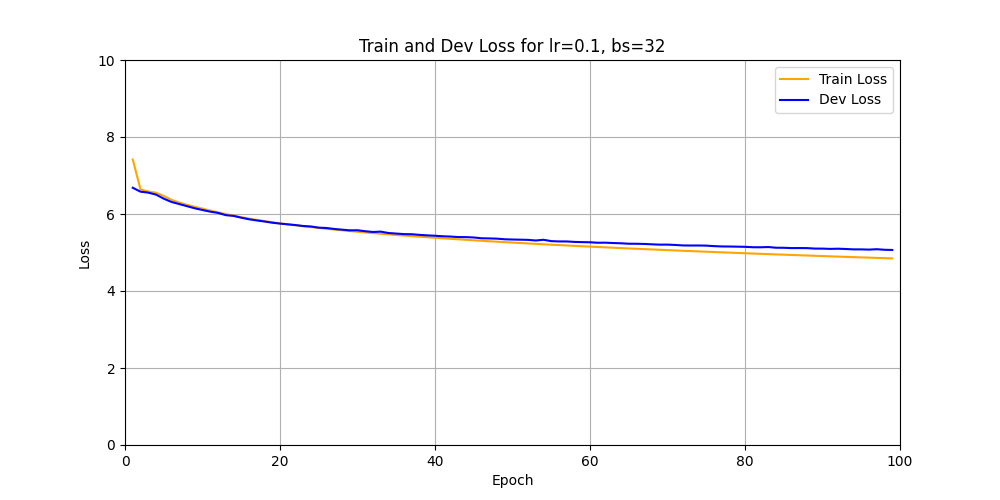 Train and Dev Loss for lr=0.1, bs=32
10
8
6
4
2
0
Loss
Train Loss
Dev Loss
0 20 40 60 80 100
Epoch